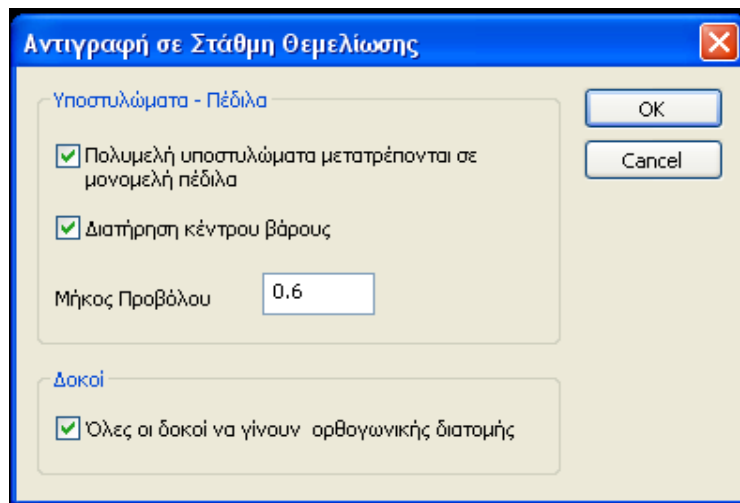 Αντιγραφή σε Στάθμη Θεμελίωσης
Υποστυλώματα - Πέδιλα
OK
Πολυμελή υποστυλώματα μετατρέπονται σε
μονομελή πέδιλα
Cancel
Διατήρηση κέντρου βάρους
Μήκος Προβόλου 0.6
Δοκοί
Όλες οι δοκοί να γίνουν ορθογωνικής διατομής